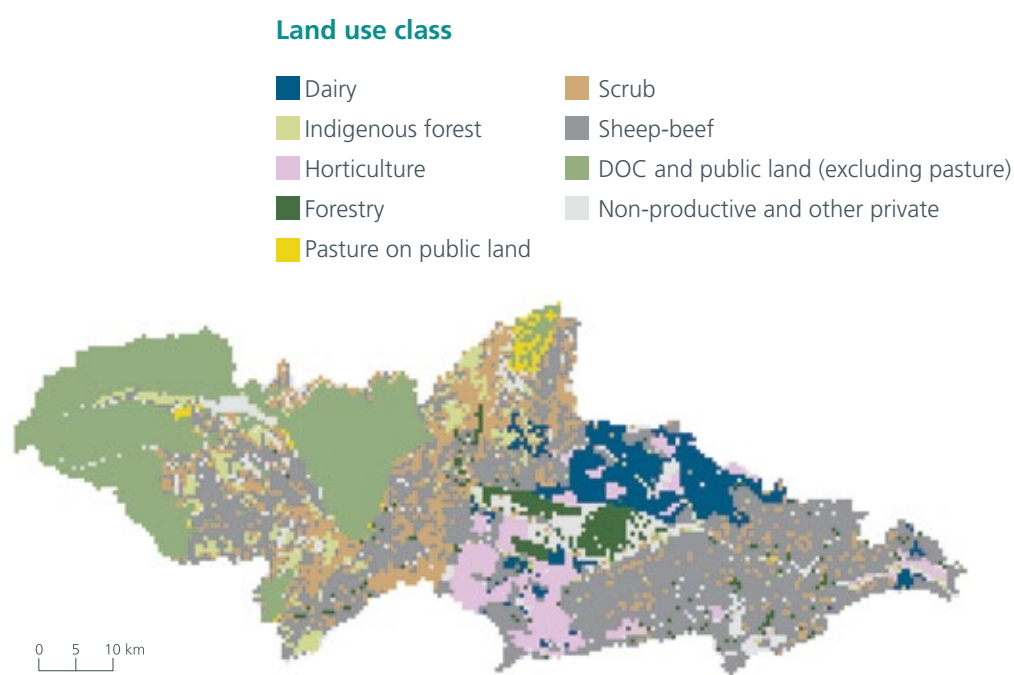 Land use class
Dairy
Indigenous forest
Horticulture
Forestry
Pasture on public land
Scrub
Sheep-beef
DOC and public land (excluding pasture)
Non-productive and other private
0 5 10 km